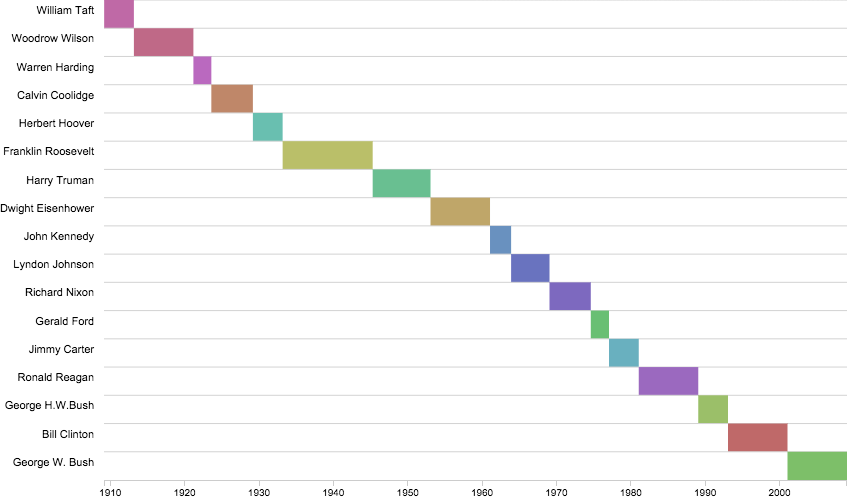 William Taft
Woodrow Wilson
Warren Harding
Calvin Coolidge
Herbert Hoover
Franklin Roosevelt
Harry Truman
Dwight Eisenhower
John Kennedy
Lyndon Johnson
Richard Nixon
Gerald Ford
Jimmy Carter
Ronald Reagan
George H.W.Bush
Bill Clinton
George W. Bush
1910 1920 1930 1940 1950 1960 1970 1980 1990 2000